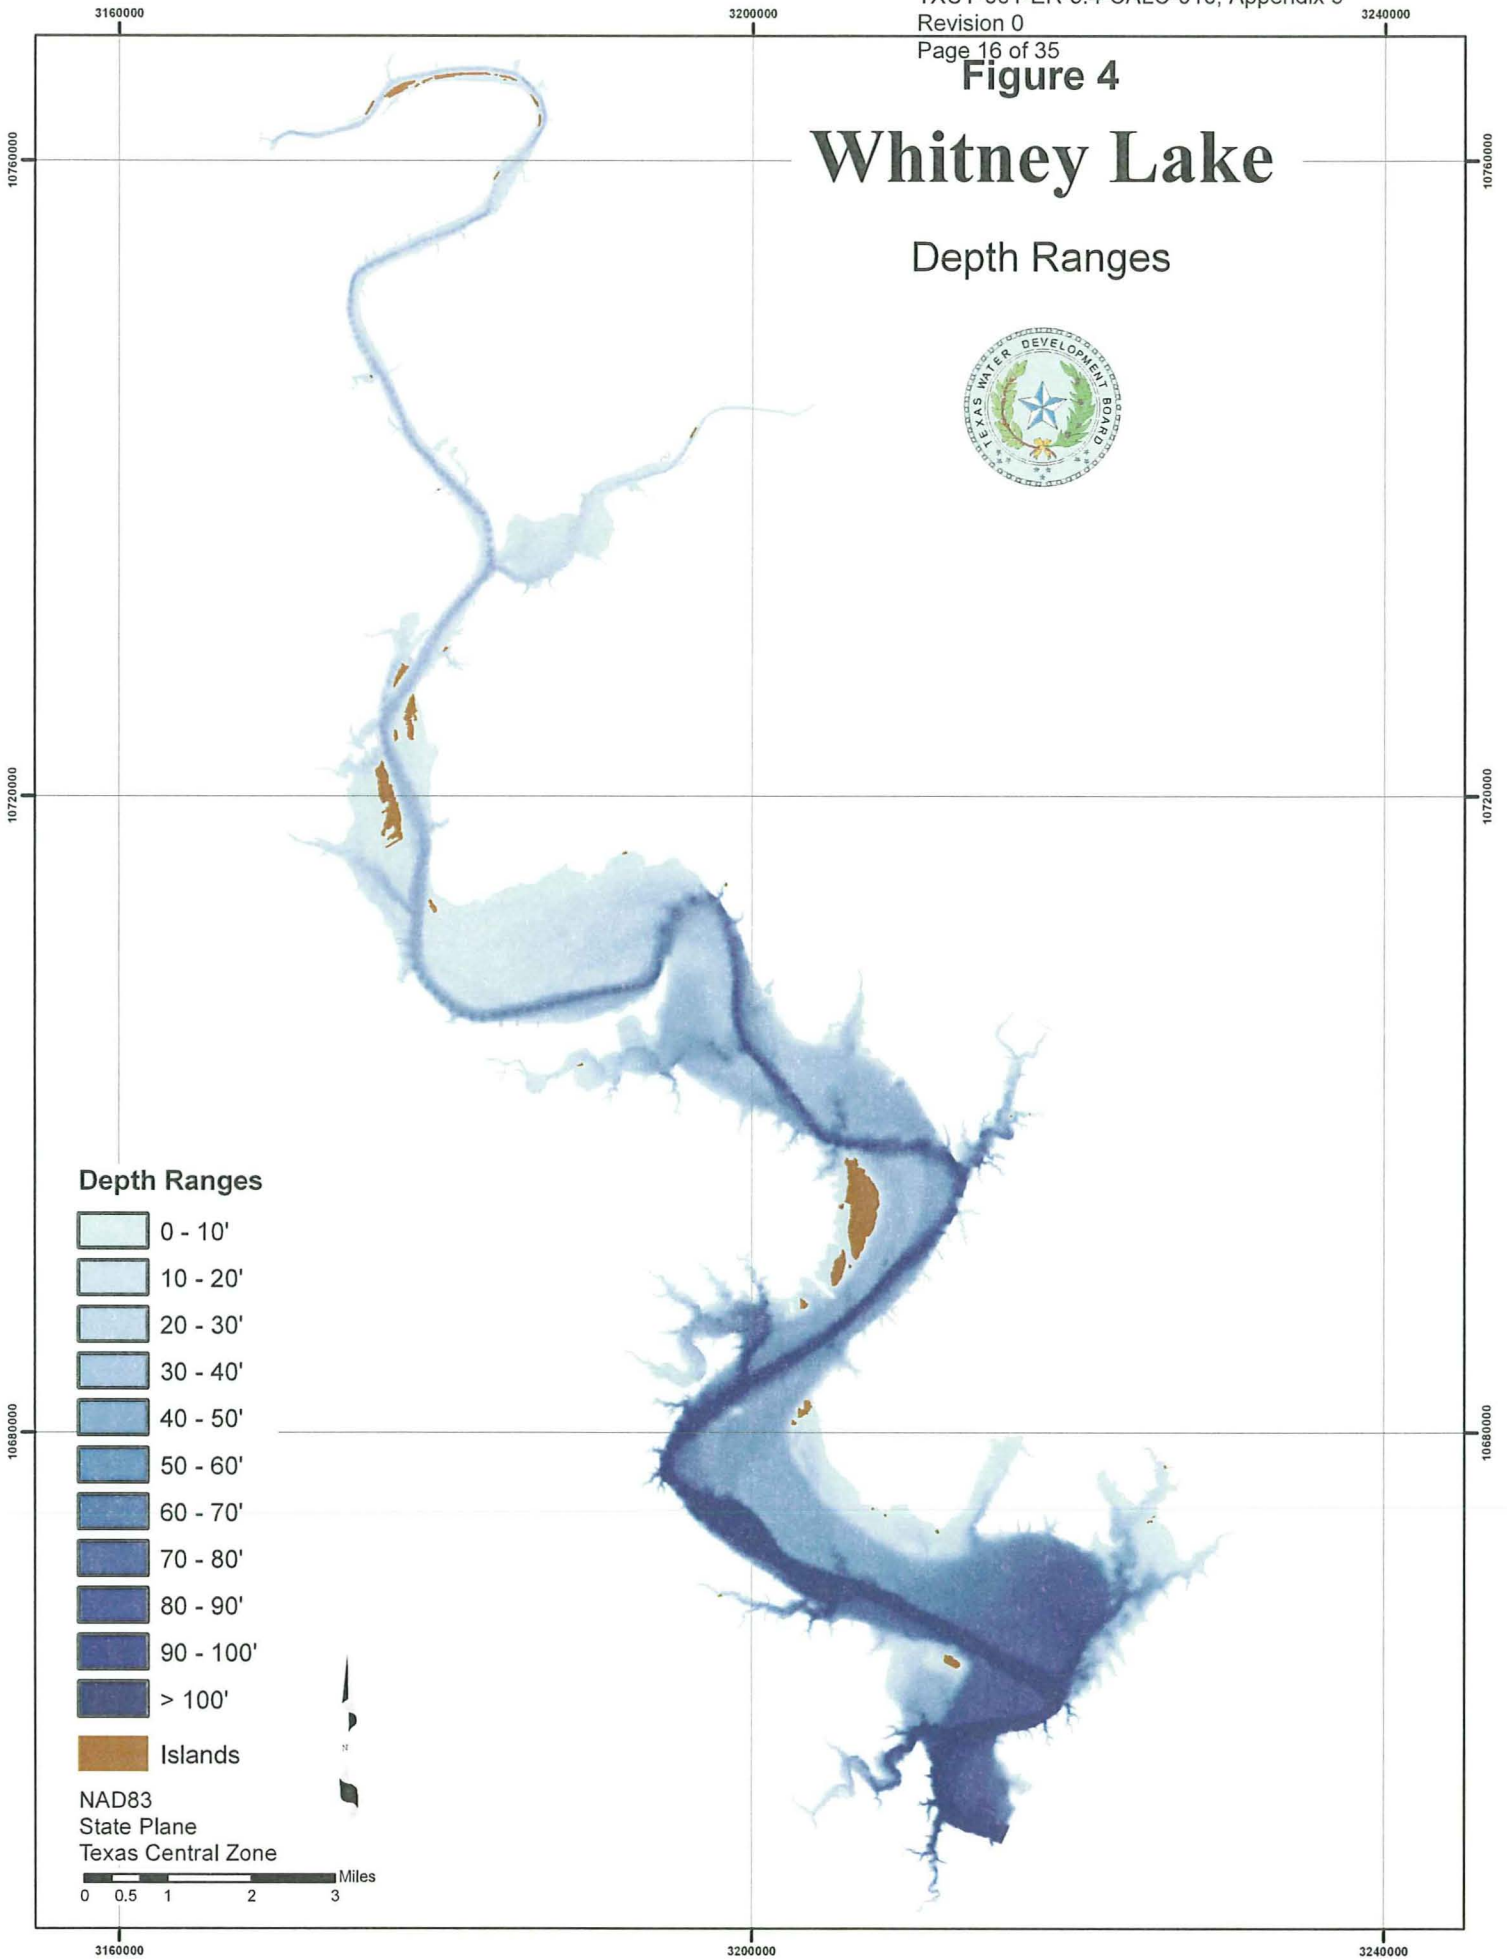 3160000
3200000
3240000
Revision 0
Page 16 of 35
Figure 4
Whitney Lake
Depth Ranges
TEXAS WATER DEVELOPMENT BOARD
10760000
10760000
10720000
10720000
10680000
10680000
Depth Ranges
0 - 10'
10 - 20'
20 - 30'
30 - 40'
40 - 50'
50 - 60'
60 - 70'
70 - 80'
80 - 90'
90 - 100'
> 100'
Islands
N
NAD83
State Plane
Texas Central Zone
Miles
0 0.5 1 2 3
3160000
3200000
3240000